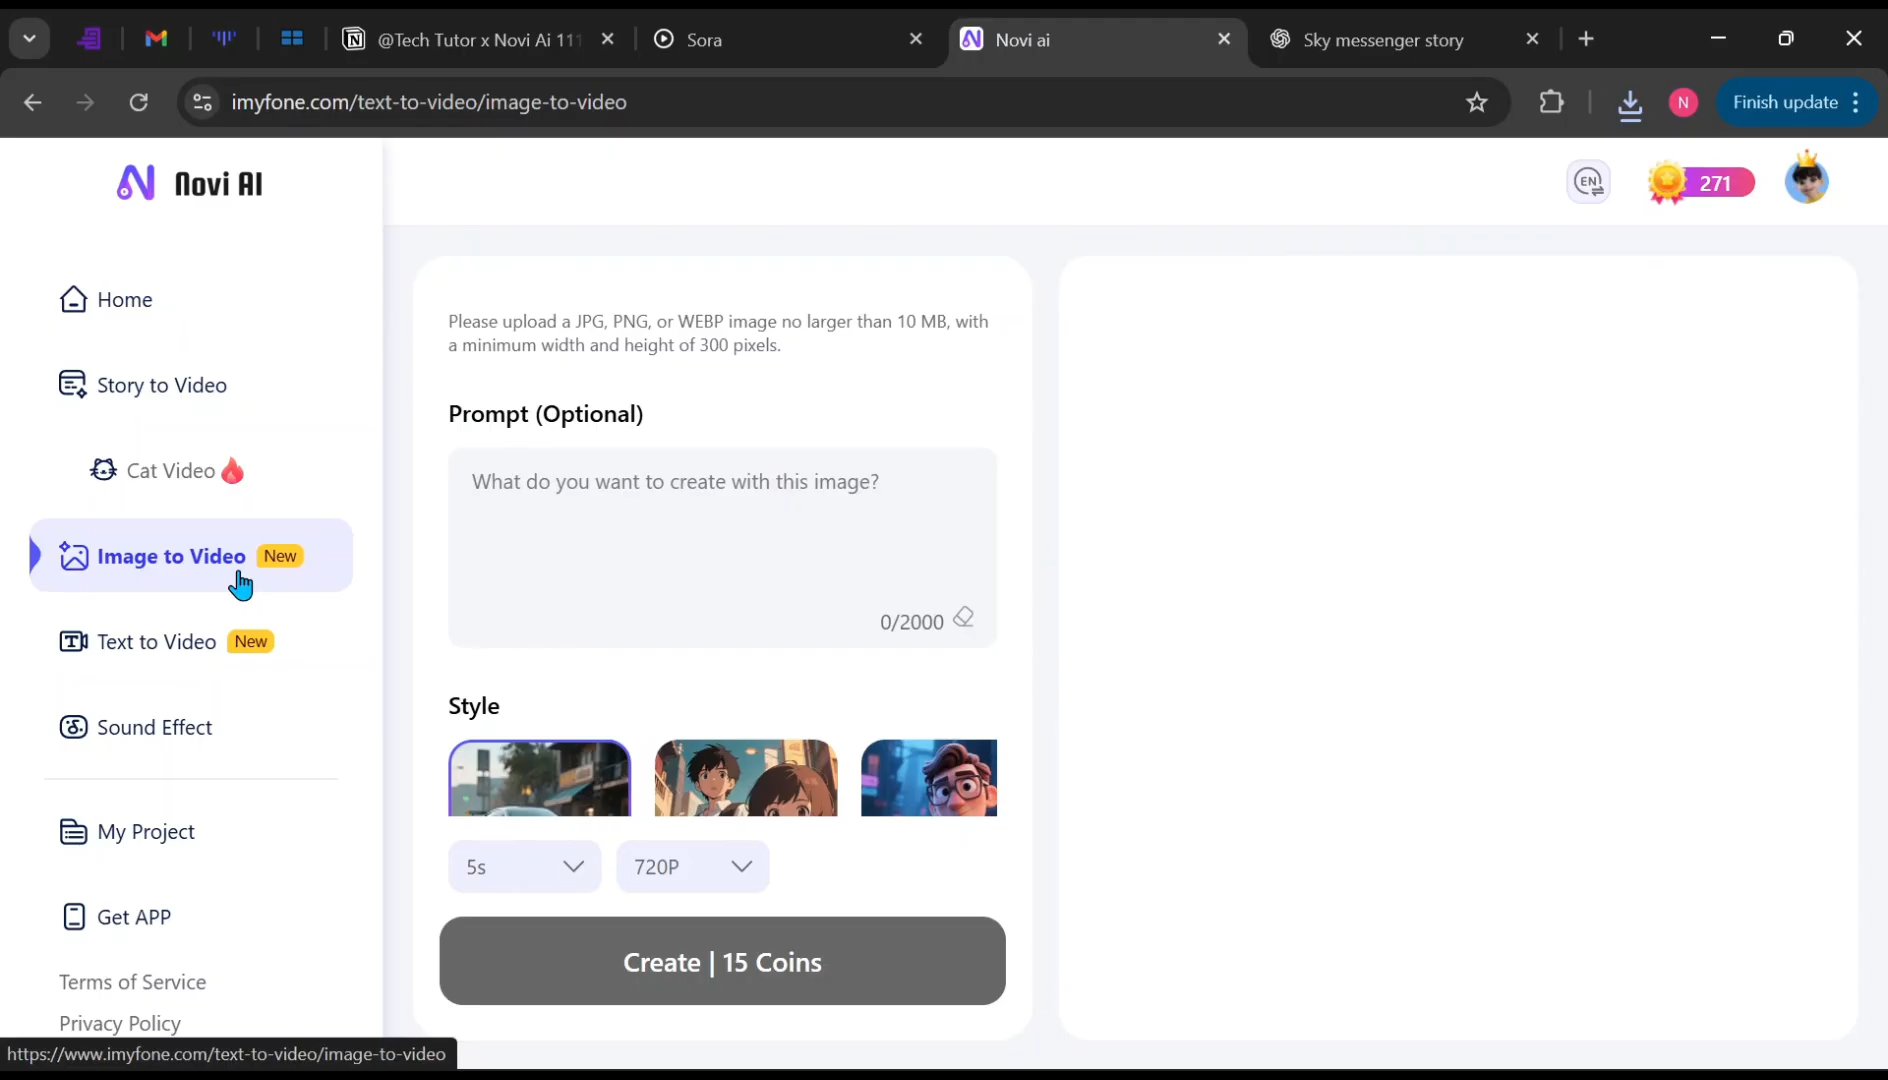 @Tech Tutor x Novi Ai 111
Sora
Novi ai
Sky messenger story
imyfone.com/text-to-video/image-to-video
N
Finish update
Novi AI
EN
271
Home
Story to Video
Cat Video
Image to Video New
Text to Video New
Sound Effect
My Project
Get APP
Terms of Service
Privacy Policy
https://www.imyfone.com/text-to-video/image-to-video
Please upload a JPG, PNG, or WEBP image no larger than 10 MB, with
a minimum width and height of 300 pixels.
Prompt (Optional)
What do you want to create with this image?
0/2000
Style
5s
720P
Create | 15 Coins